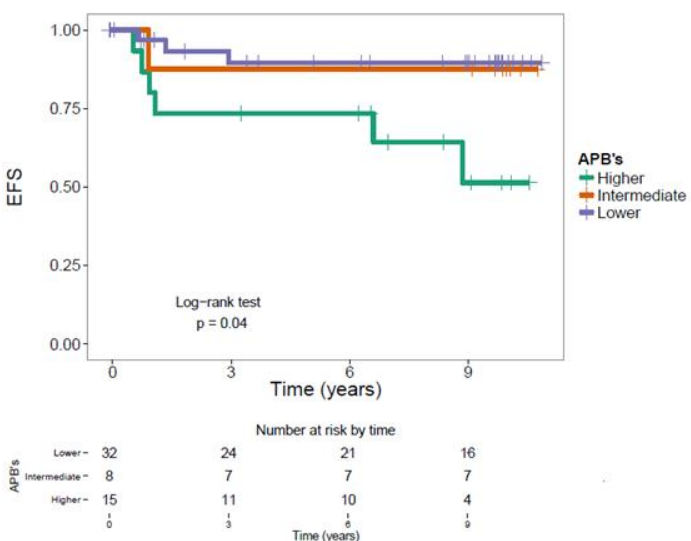 1.00
0.75
0.50
0.25
0.00
EFS
Log-rank test
p = 0.04
0 3 6 9
Time (years)
APB's
Higher
Intermediate
Lower
Number at risk by time
APB's
Lower 32 24 21 16
Intermediate 8 7 7 7
Higher 15 11 10 4
0 3 6 9
Time (years)